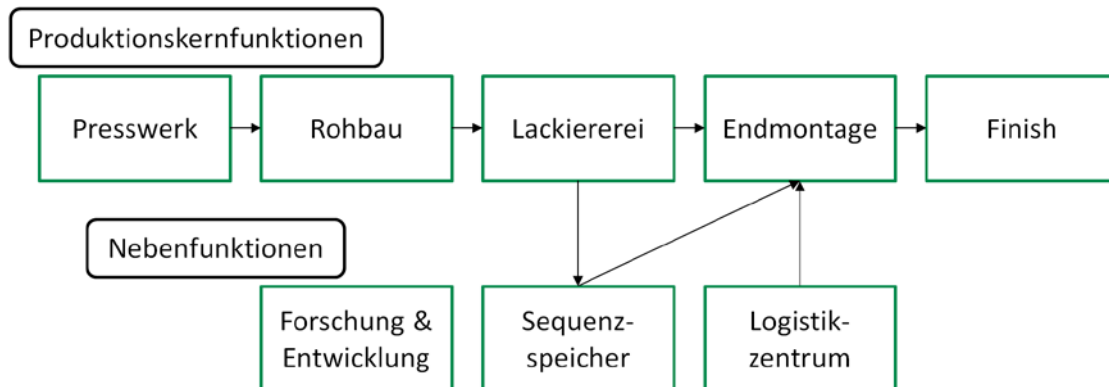 Produktionskernfunktionen
Presswerk
Rohbau
Lackiererei
Endmontage
Finish
Nebenfunktionen
Forschung &
Entwicklung
Sequenz-
speicher
Logistik-
zentrum